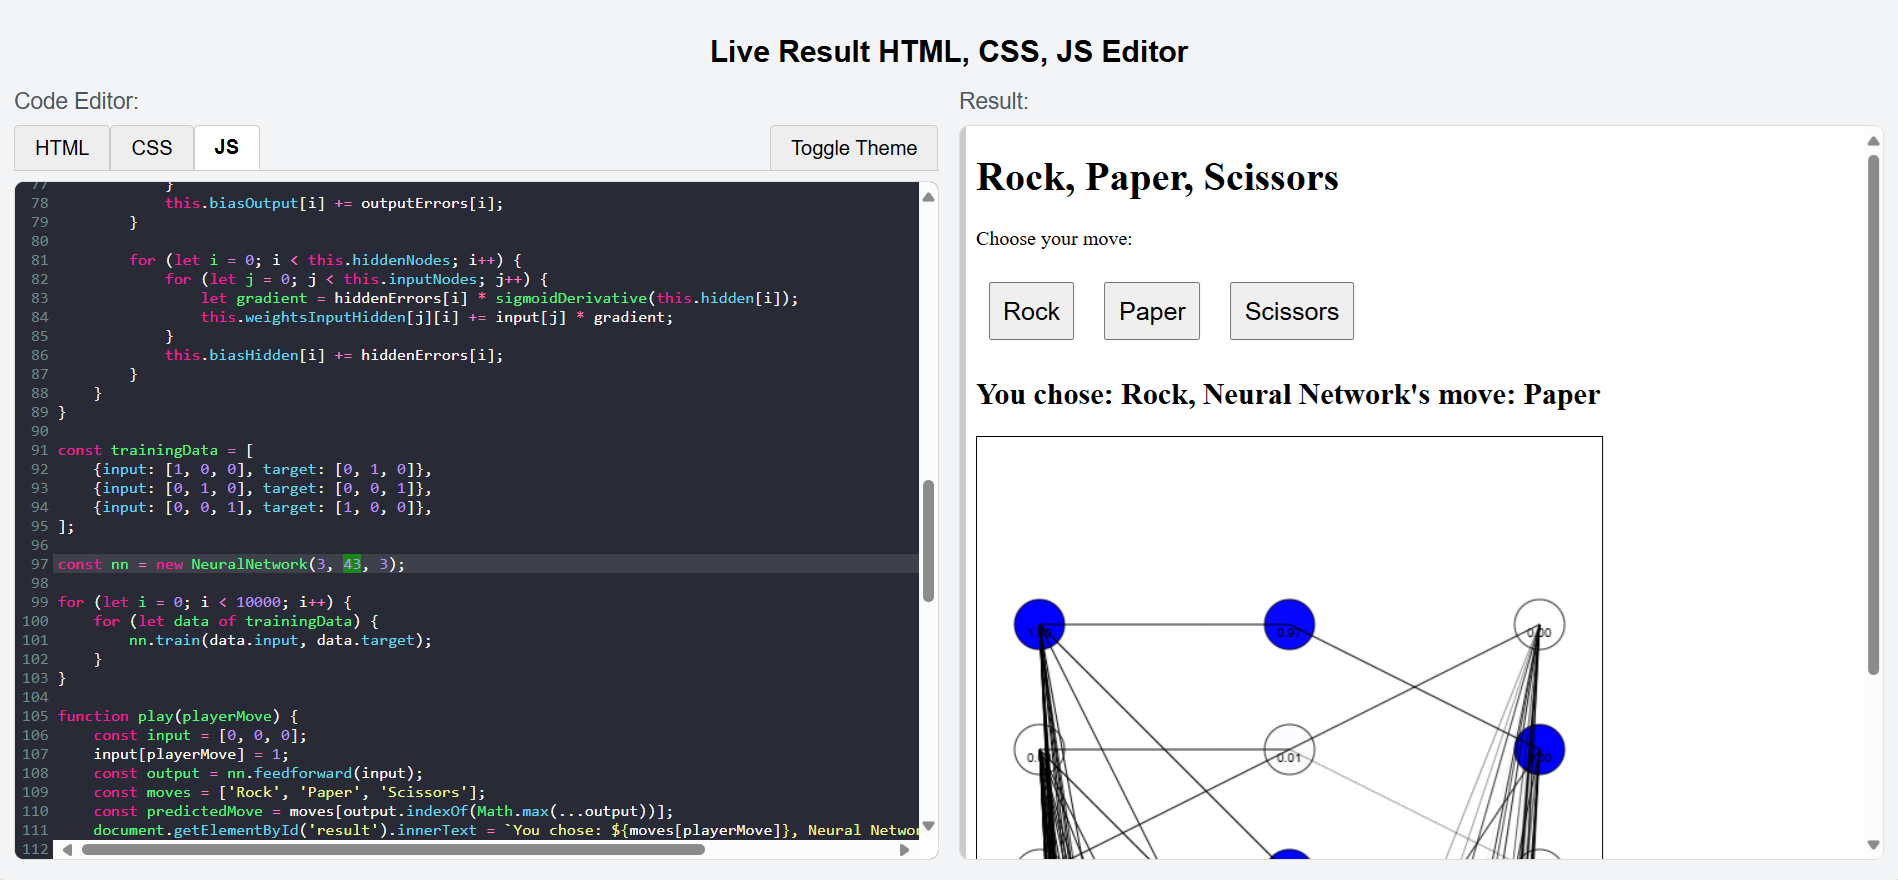 Live Result HTML, CSS, JS Editor
Code Editor:
HTML CSS JS Toggle Theme
77 }
78 this.biasOutput[i] += outputErrors[i];
79 }
80
81 for (let i = 0; i < this.hiddenNodes; i++) {
82 for (let j = 0; j < this.inputNodes; j++) {
83 let gradient = hiddenErrors[i] * sigmoidDerivative(this.hidden[i]);
84 this.weightsInputHidden[j][i] += input[j] * gradient;
85 }
86 this.biasHidden[i] += hiddenErrors[i];
87 }
88 }
89 }
90
91 const trainingData = [
92 {input: [1, 0, 0], target: [0, 1, 0]},
93 {input: [0, 1, 0], target: [0, 0, 1]},
94 {input: [0, 0, 1], target: [1, 0, 0]},
95 ];
96
97 const nn = new NeuralNetwork(3, 43, 3);
98
99 for (let i = 0; i < 10000; i++) {
100 for (let data of trainingData) {
101 nn.train(data.input, data.target);
102 }
103 }
104
105 function play(playerMove) {
106 const input = [0, 0, 0];
107 input[playerMove] = 1;
108 const output = nn.feedforward(input);
109 const moves = ['Rock', 'Paper', 'Scissors'];
110 const predictedMove = moves[output.indexOf(Math.max(...output))];
111 document.getElementById('result').innerText = `You chose: ${moves[playerMove]}, Neural Netwo
112
Result:
Rock, Paper, Scissors
Choose your move:
Rock Paper Scissors
You chose: Rock, Neural Network's move: Paper
0.97
0.00
0.01